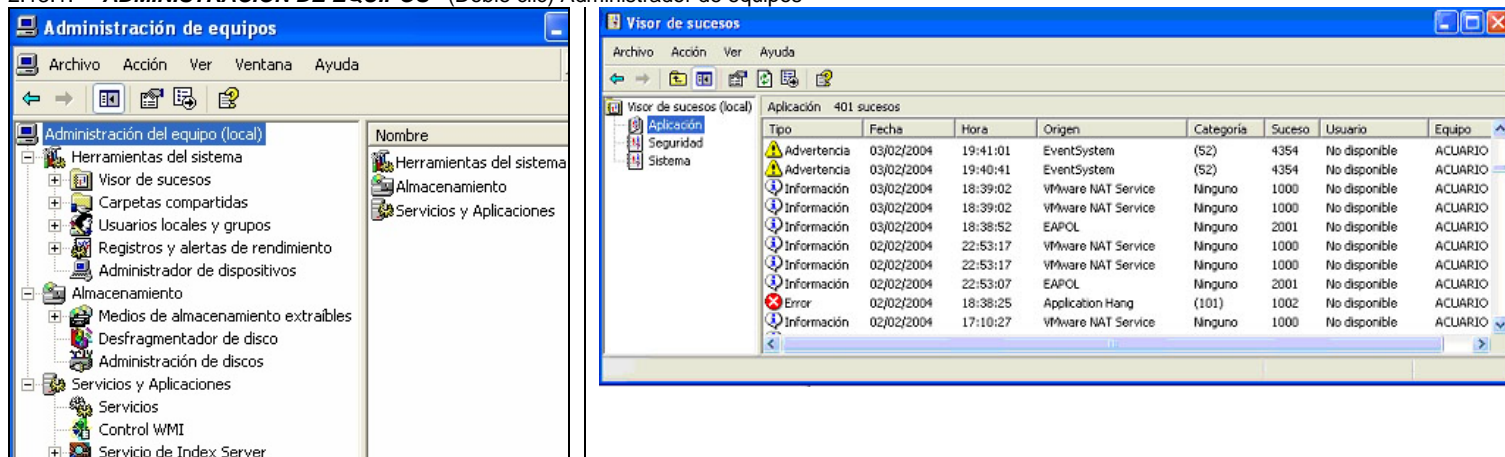 ADMINISTRACIÓN DE EQUIPOS (Doble clic) Administrador de equipos
Administración de equipos
Archivo Acción Ver Ventana Ayuda
Administración del equipo (local)
Herramientas del sistema
Visor de sucesos
Carpetas compartidas
Usuarios locales y grupos
Registros y alertas de rendimiento
Administrador de dispositivos
Almacenamiento
Medios de almacenamiento extraíbles
Desfragmentador de disco
Administración de discos
Servicios y Aplicaciones
Servicios
Control WMI
Servicio de Index Server
Nombre
Herramientas del sistema
Almacenamiento
Servicios y Aplicaciones
Visor de sucesos
Archivo Acción Ver Ayuda
Visor de sucesos (local)
Aplicación
Seguridad
Sistema
Aplicación 401 sucesos
Tipo Fecha Hora Origen Categoría Suceso Usuario Equipo
Advertencia 03/02/2004 19:41:01 EventSystem (52) 4354 No disponible ACUARIO
Advertencia 03/02/2004 19:40:41 EventSystem (52) 4354 No disponible ACUARIO
Información 03/02/2004 18:39:02 VMware NAT Service Ninguno 1000 No disponible ACUARIO
Información 03/02/2004 18:39:02 VMware NAT Service Ninguno 1000 No disponible ACUARIO
Información 03/02/2004 18:38:52 EAPOL Ninguno 2001 No disponible ACUARIO
Información 02/02/2004 22:53:17 VMware NAT Service Ninguno 1000 No disponible ACUARIO
Información 02/02/2004 22:53:17 VMware NAT Service Ninguno 1000 No disponible ACUARIO
Información 02/02/2004 22:53:07 EAPOL Ninguno 2001 No disponible ACUARIO
Error 02/02/2004 18:38:25 Application Hang (101) 1002 No disponible ACUARIO
Información 02/02/2004 17:10:27 VMware NAT Service Ninguno 1000 No disponible ACUARIO